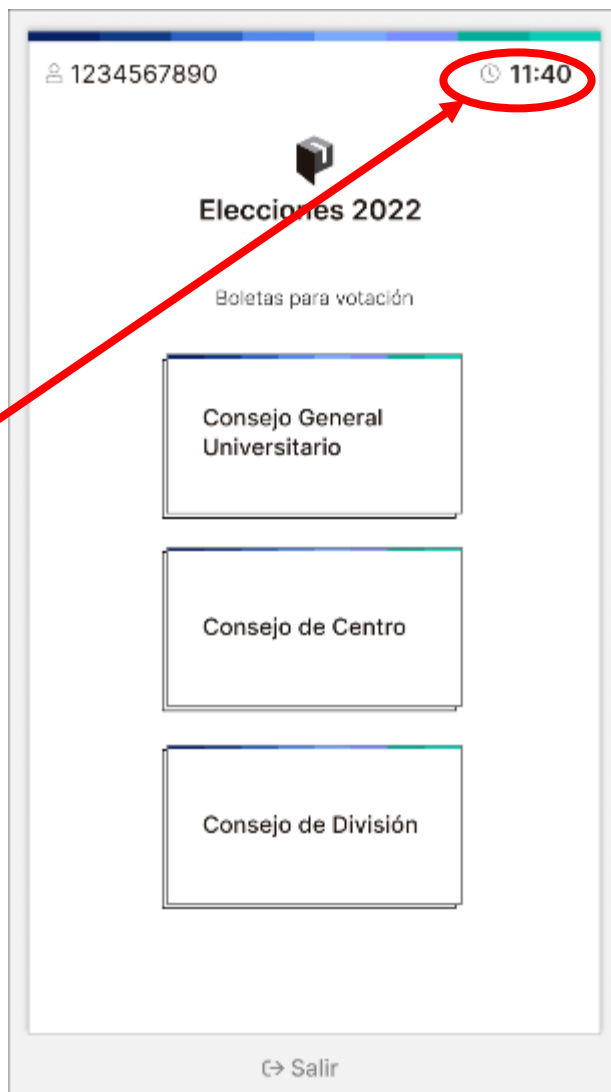 1234567890
11:40
Elecciones 2022
Boletas para votación
Consejo General
Universitario
Consejo de Centro
Consejo de División
Salir